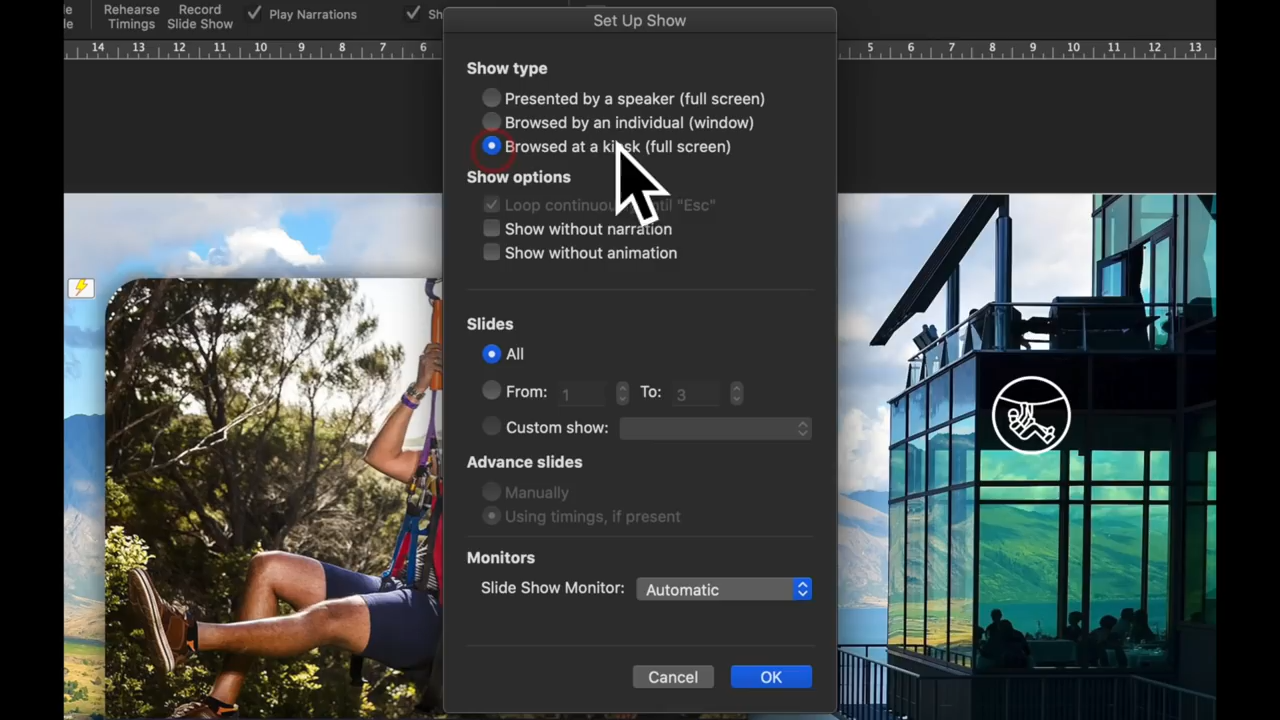 Rehearse Record
Timings Slide Show
Play Narrations
Set Up Show
14 13 12 11 10 9 8 7 6 5 6 7 8 9 10 11 12 13
Show type
Presented by a speaker (full screen)
Browsed by an individual (window)
Browsed at a kiosk (full screen)
Show options
Loop until "Esc"
Show without narration
Show without animation
Slides
All
From: 1 To: 3
Custom show:
Advance slides
Manually
Using timings, if present
Monitors
Slide Show Monitor: Automatic
Cancel OK